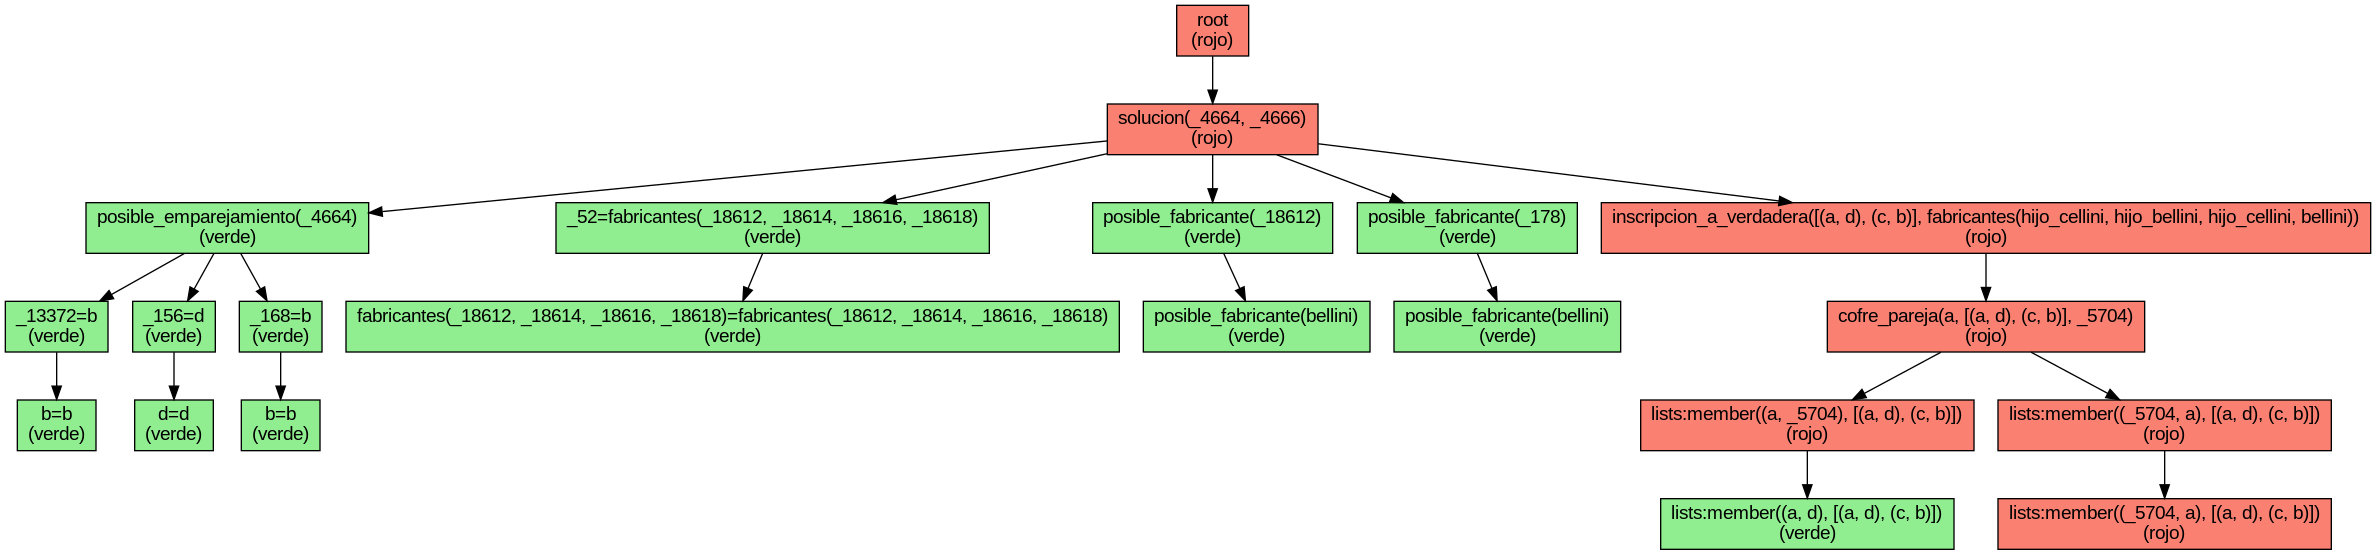 root
(rojo)
solucion(_4664, _4666)
(rojo)
posible_emparejamiento(_4664)
(verde)
_52=fabricantes(_18612, _18614, _18616, _18618)
(verde)
posible_fabricante(_18612)
(verde)
posible_fabricante(_178)
(verde)
inscripcion_a_verdadera([(a, d), (c, b)], fabricantes(hijo_cellini, hijo_bellini, hijo_cellini, bellini))
(rojo)
_13372=b
(verde)
_156=d
(verde)
_168=b
(verde)
fabricantes(_18612, _18614, _18616, _18618)=fabricantes(_18612, _18614, _18616, _18618)
(verde)
posible_fabricante(bellini)
(verde)
posible_fabricante(bellini)
(verde)
cofre_pareja(a, [(a, d), (c, b)], _5704)
(rojo)
b=b
(verde)
d=d
(verde)
b=b
(verde)
lists:member((a, _5704), [(a, d), (c, b)])
(rojo)
lists:member((_5704, a), [(a, d), (c, b)])
(rojo)
lists:member((a, d), [(a, d), (c, b)])
(verde)
lists:member((_5704, a), [(a, d), (c, b)])
(rojo)